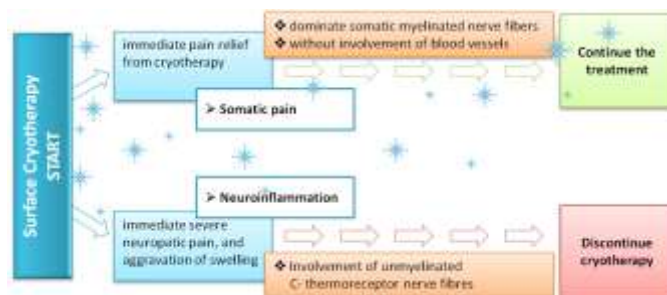 Surface Cryotherapy
START
immediate pain relief
from cryotherapy
❖ dominate somatic myelinated nerve fibers
❖ without involvement of blood vessels
Continue the
treatment
➢ Somatic pain
➢ Neuroinflammation
immediate severe
neuropatic pain, and
aggravation of swelling
❖ Involvement of unmyelinated
C- thermoreceptor nerve fibres
Discontinue
cryotherapy